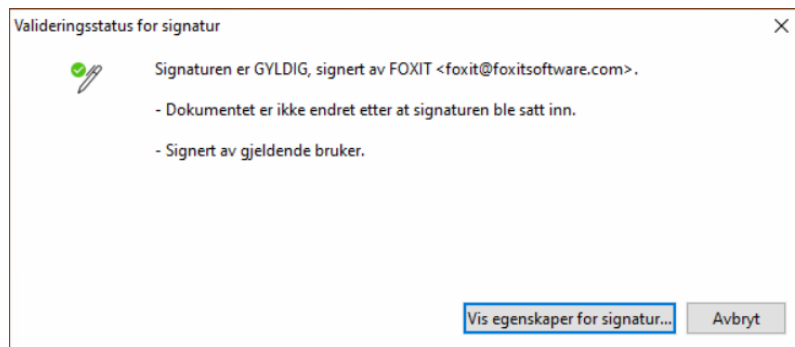 Valideringsstatus for signatur
Signaturen er GYLDIG, signert av FOXIT <foxit@foxitsoftware.com>.
- Dokumentet er ikke endret etter at signaturen ble satt inn.
- Signert av gjeldende bruker.
Vis egenskaper for signatur... Avbryt